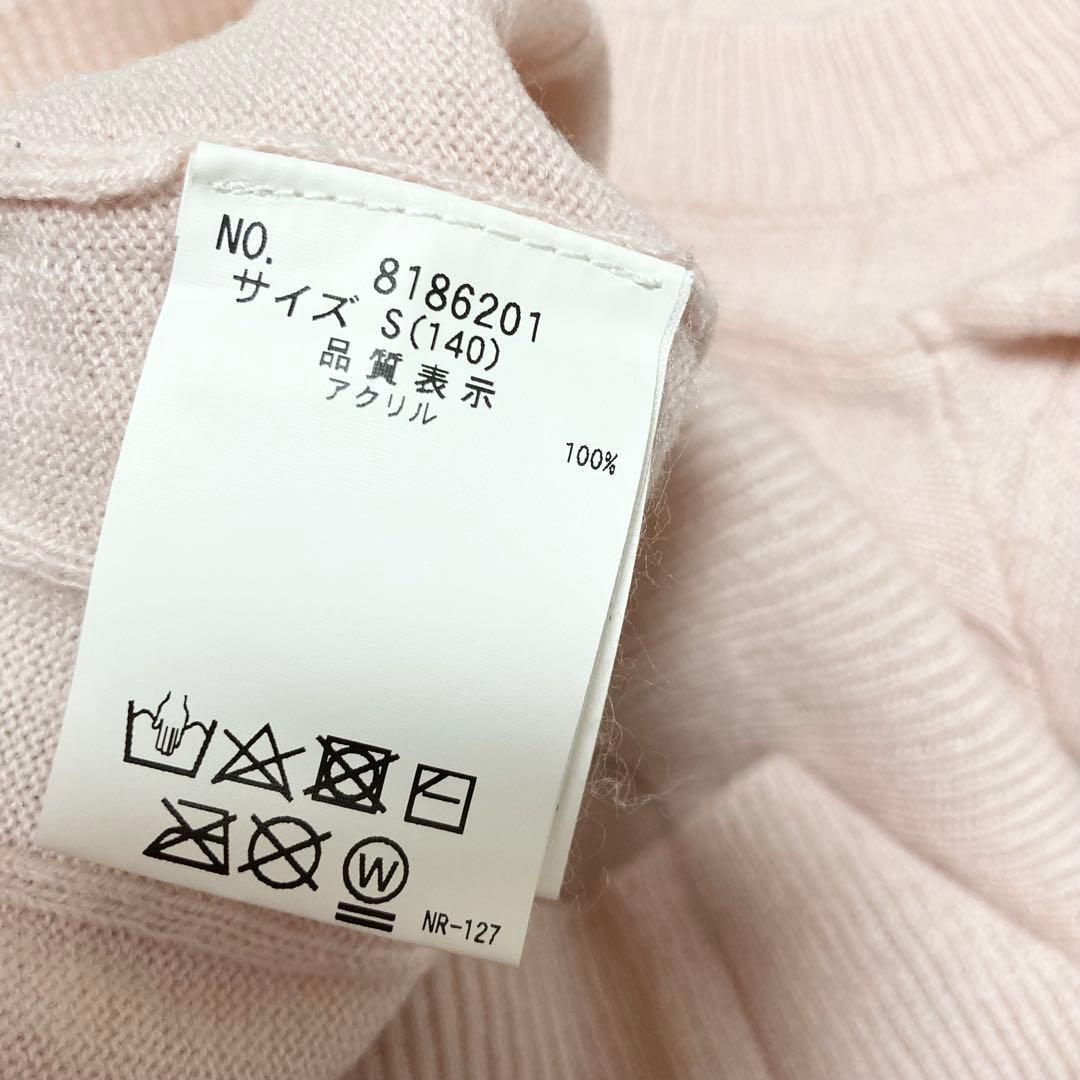 NO. 8186201
サイズ S(140)
品質表示
アクリル 100%
W
NR-127